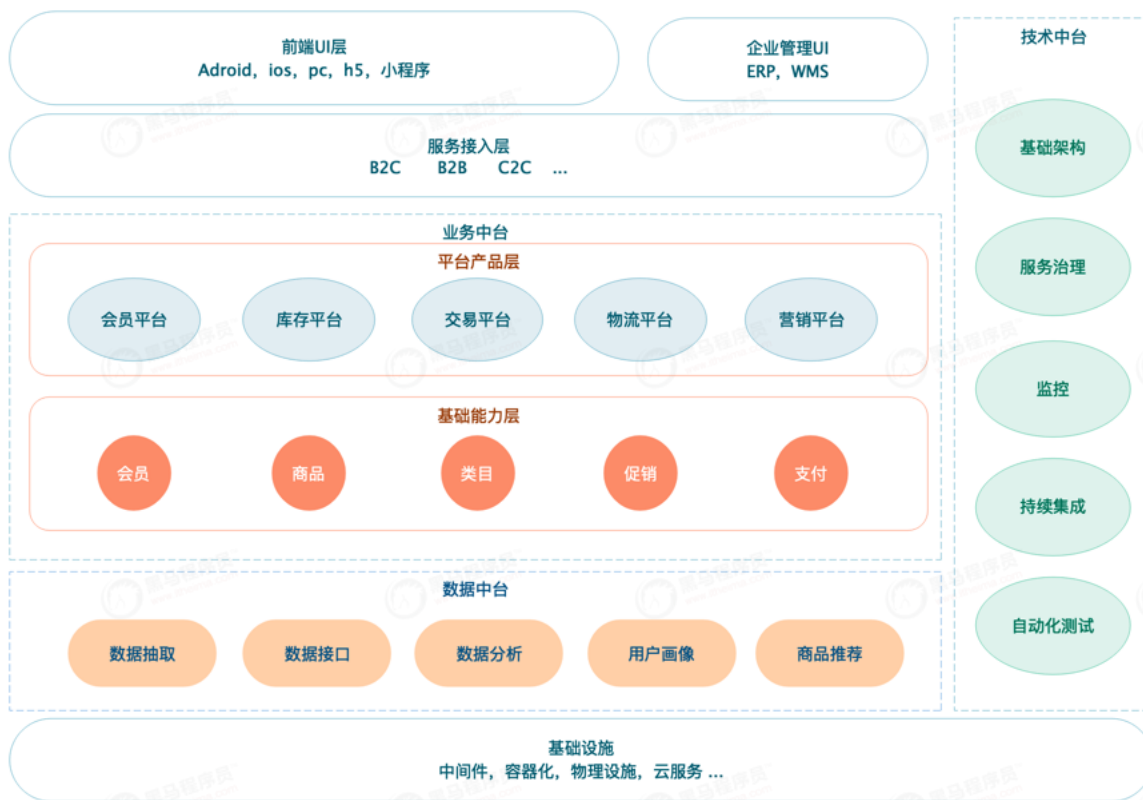 前端UI层
Adroid，ios，pc，h5，小程序
企业管理UI
ERP，WMS
服务接入层
B2C B2B C2C ...
业务中台
平台产品层
会员平台 库存平台 交易平台 物流平台 营销平台
基础能力层
会员 商品 类目 促销 支付
数据中台
数据抽取 数据接口 数据分析 用户画像 商品推荐
技术中台
基础架构
服务治理
监控
持续集成
自动化测试
基础设施
中间件，容器化，物理设施，云服务 ...
黑马程序员